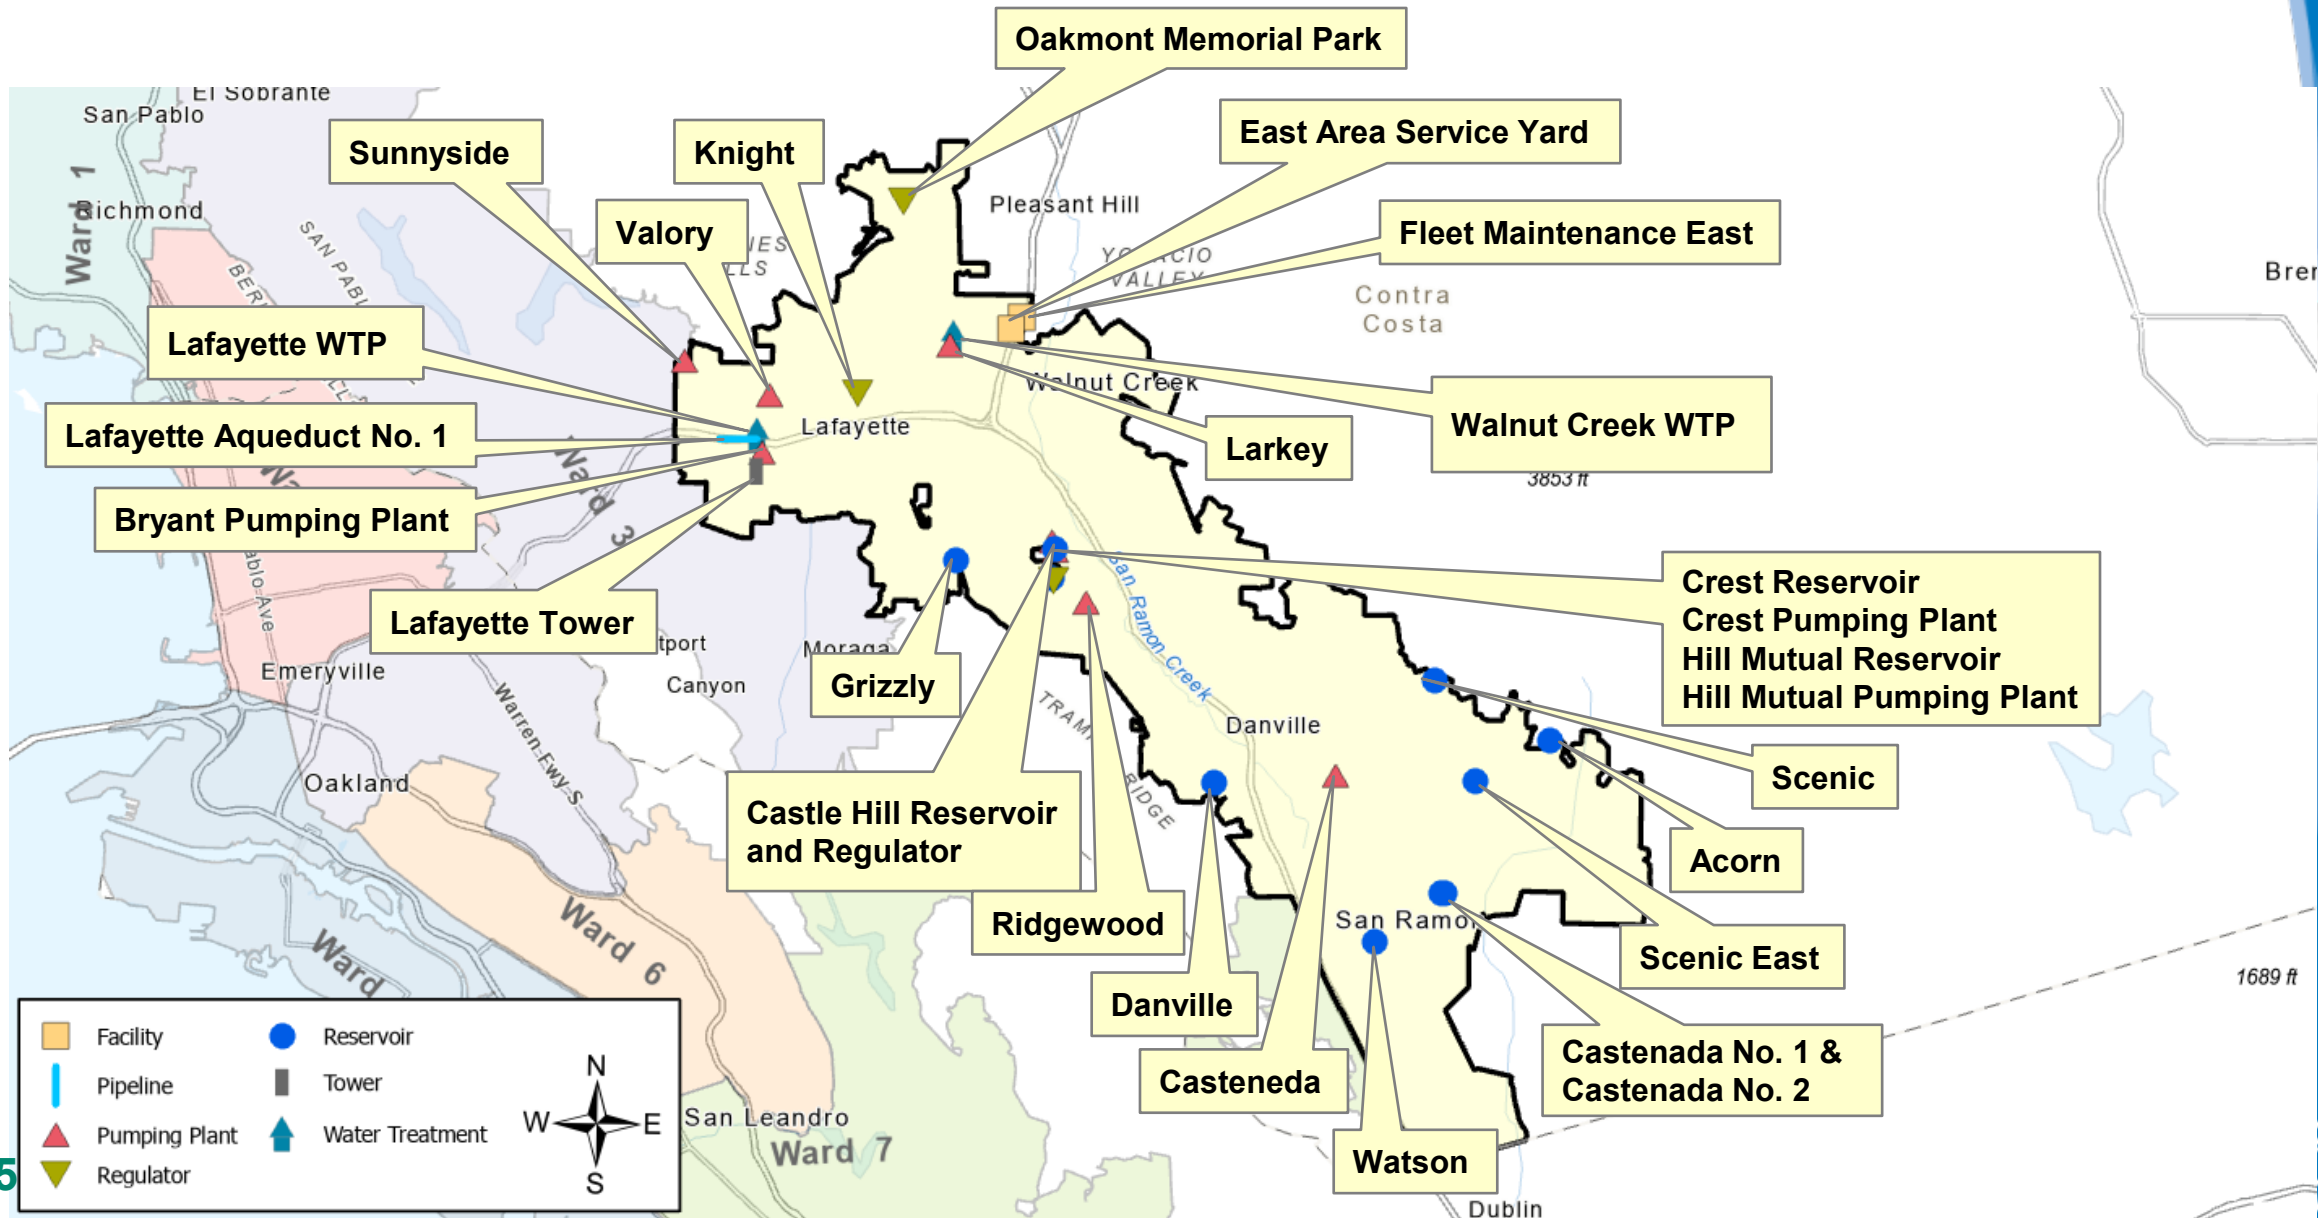 Oakmont Memorial Park
El Sobrante
San Pablo
East Area Service Yard
Sunnyside
Knight
Ward 1
Richmond
Pleasant Hill
Valory
Fleet Maintenance East
Contra
Costa
Lafayette WTP
Walnut Creek
Lafayette Aqueduct No. 1
Lafayette
Walnut Creek WTP
Larkey
3853 ft
Bryant Pumping Plant
Ward 3
San Ramon Creek
Crest Reservoir
Crest Pumping Plant
Hill Mutual Reservoir
Hill Mutual Pumping Plant
Lafayette Tower
Moraga
Emeryville
Canyon
Grizzly
Warren Fwy S
RIDGE
Danville
Scenic
Oakland
Castle Hill Reservoir
and Regulator
Acorn
Ridgewood
San Ramon
Scenic East
Ward 6
Ward
1689 ft
Danville
Casteneda
Castenada No. 1 &
Castenada No. 2
Watson
Dublin
San Leandro
Ward 7
Facility
Pipeline
Pumping Plant
Regulator
Reservoir
Tower
Water Treatment
N
W
E
S
5